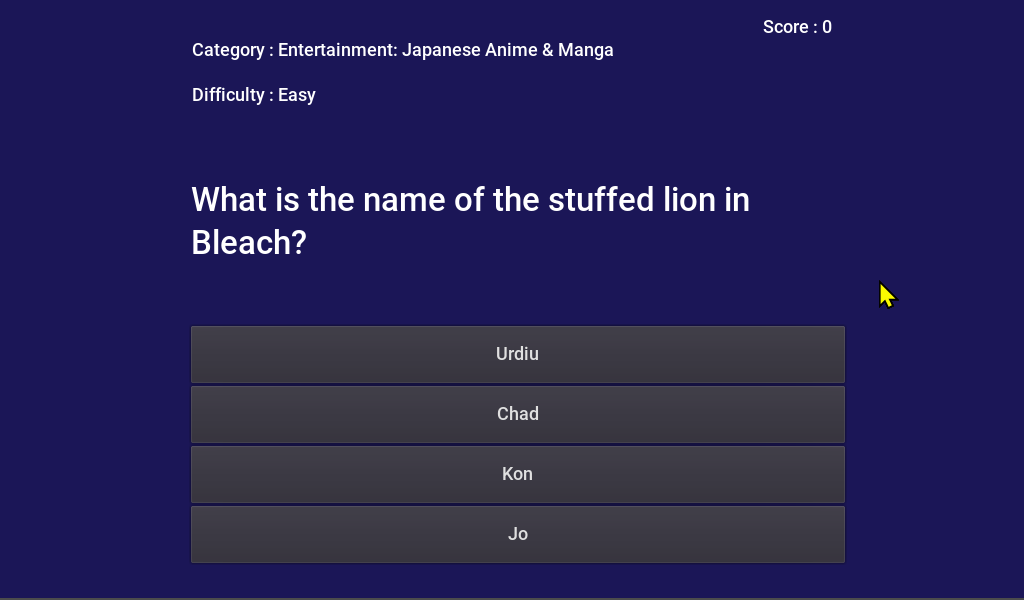 Score : 0
Category : Entertainment: Japanese Anime & Manga
Difficulty : Easy
What is the name of the stuffed lion in
Bleach?
Urdiu
Chad
Kon
Jo